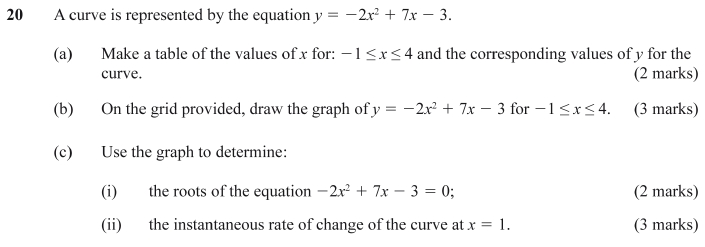 20 A curve is represented by the equation y = −2x² + 7x − 3.
(a) Make a table of the values of x for: −1 ≤ x ≤ 4 and the corresponding values of y for the
curve. (2 marks)
(b) On the grid provided, draw the graph of y = −2x² + 7x − 3 for −1 ≤ x ≤ 4. (3 marks)
(c) Use the graph to determine:
(i) the roots of the equation −2x² + 7x − 3 = 0; (2 marks)
(ii) the instantaneous rate of change of the curve at x = 1. (3 marks)